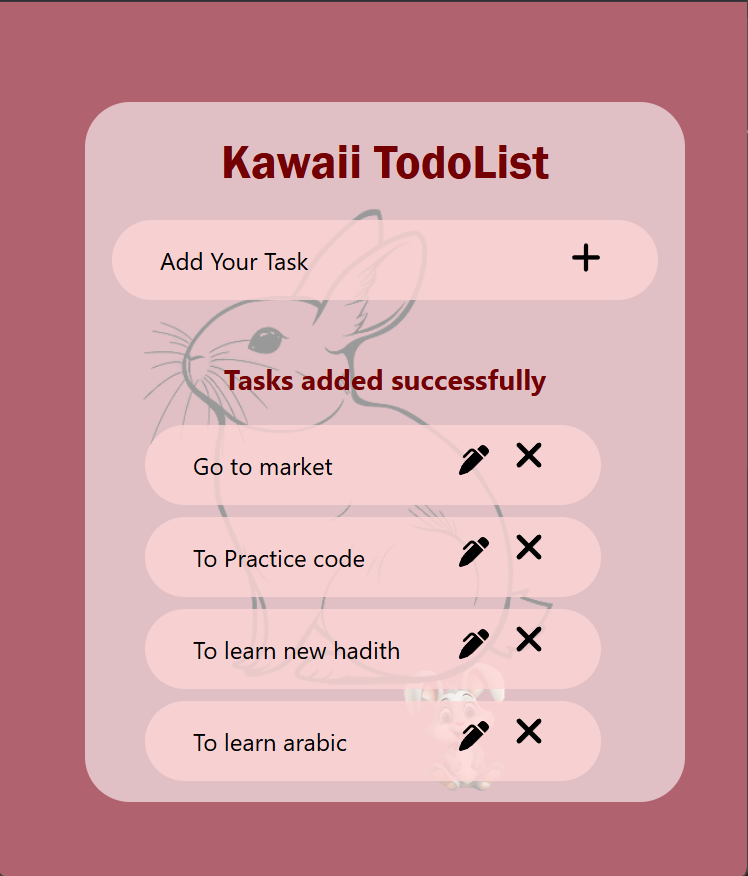 Kawaii TodoList
Add Your Task
Tasks added successfully
Go to market
To Practice code
To learn new hadith
To learn arabic